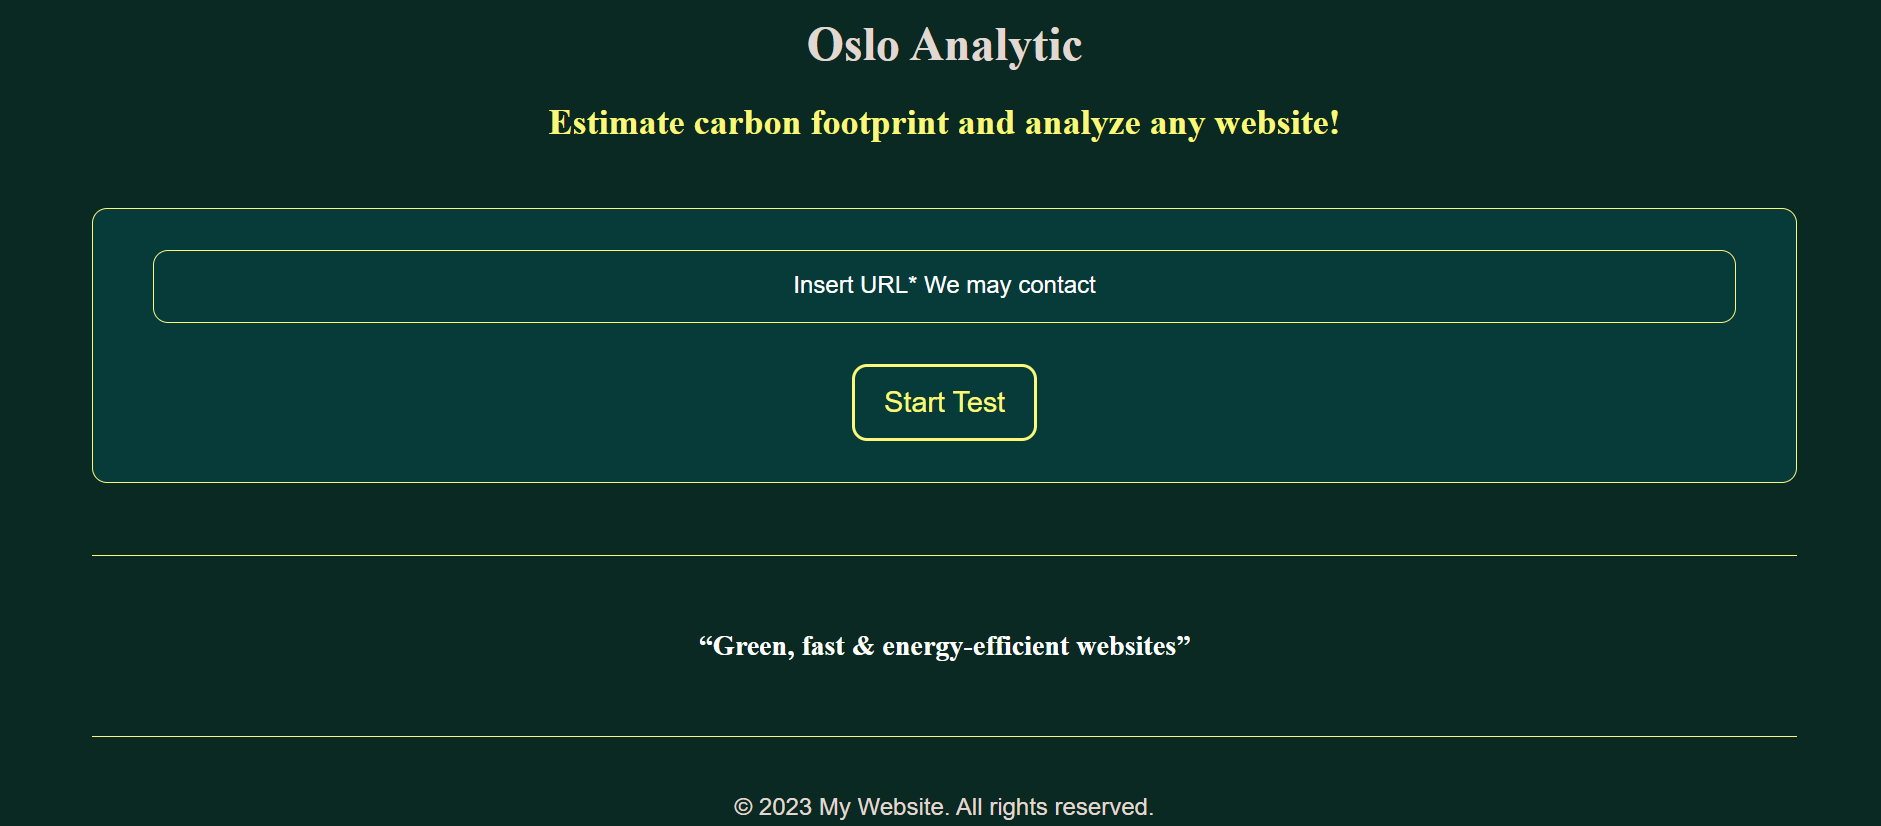 Oslo Analytic
Estimate carbon footprint and analyze any website!
Insert URL* We may contact
Start Test
“Green, fast & energy-efficient websites”
© 2023 My Website. All rights reserved.